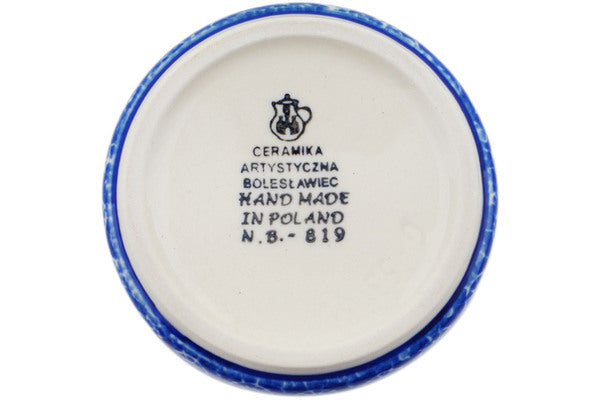 CERAMIKA
ARTYSTYCZNA
BOLESŁAWIEC
HAND MADE
IN POLAND
N.B.- 819